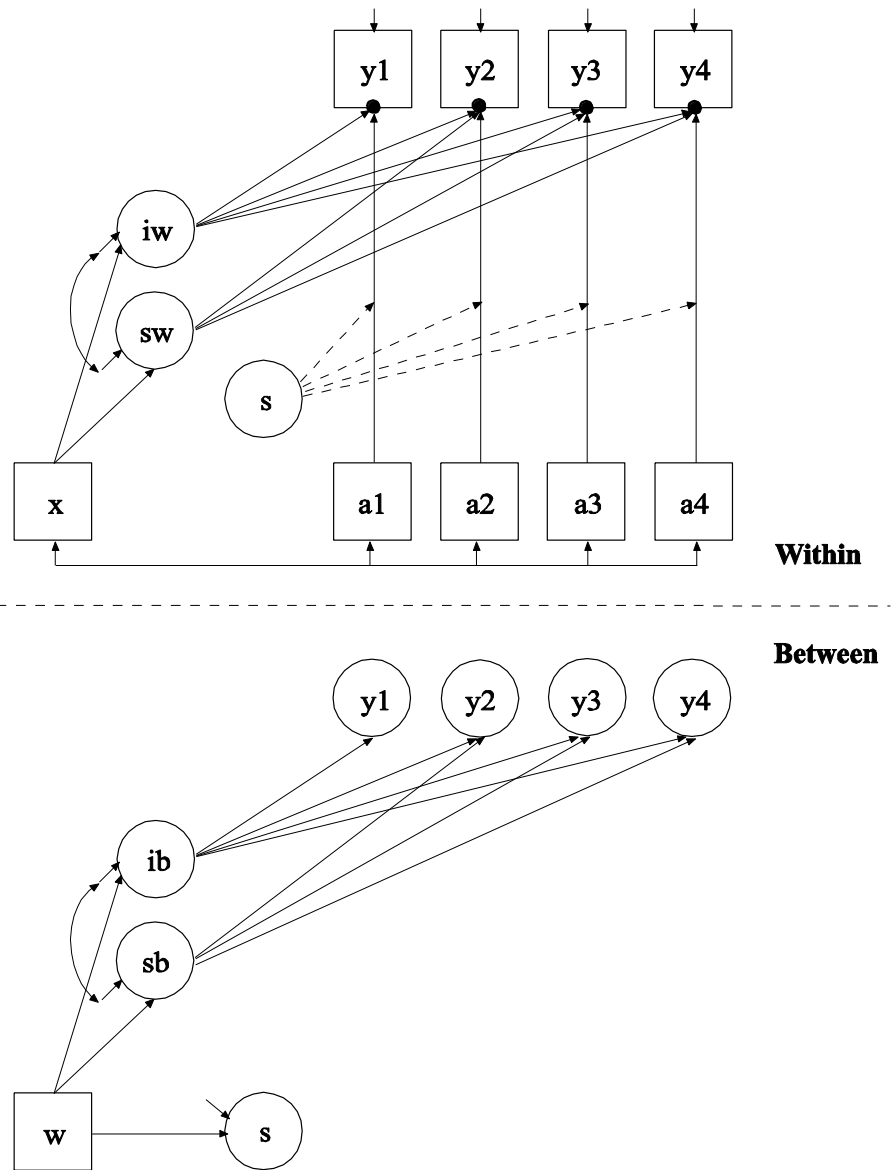 y1 y2 y3 y4
iw
sw
s
x a1 a2 a3 a4
Within
Between
y1 y2 y3 y4
ib
sb
w s